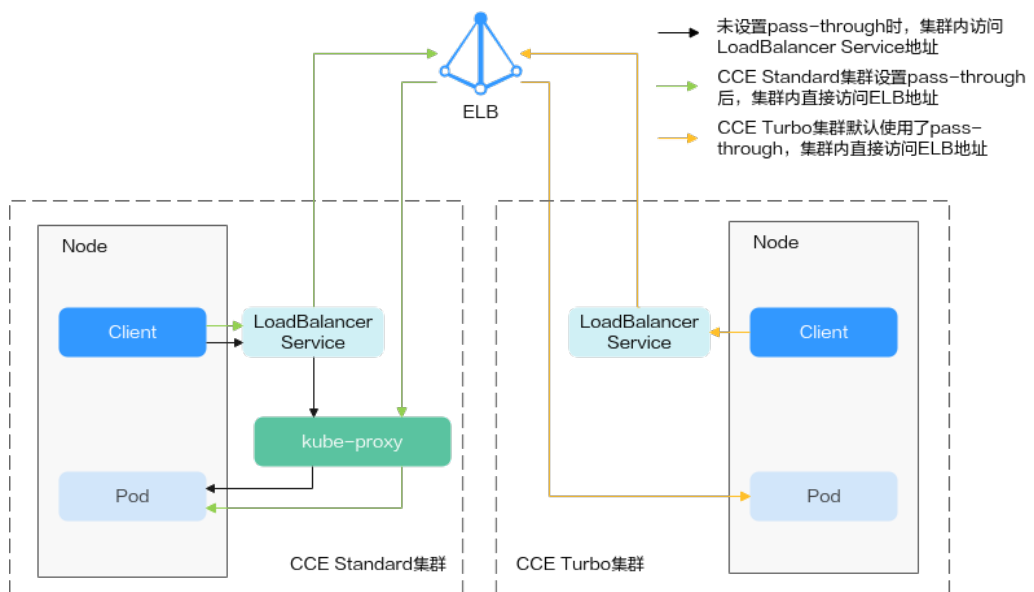 未设置pass-through时，集群内访问
LoadBalancer Service地址
CCE Standard集群设置pass-through
后，集群内直接访问ELB地址
CCE Turbo集群默认使用了pass-
through，集群内直接访问ELB地址
ELB
Node
Client
LoadBalancer
Service
kube-proxy
Pod
CCE Standard集群
Node
LoadBalancer
Service
Client
Pod
CCE Turbo集群